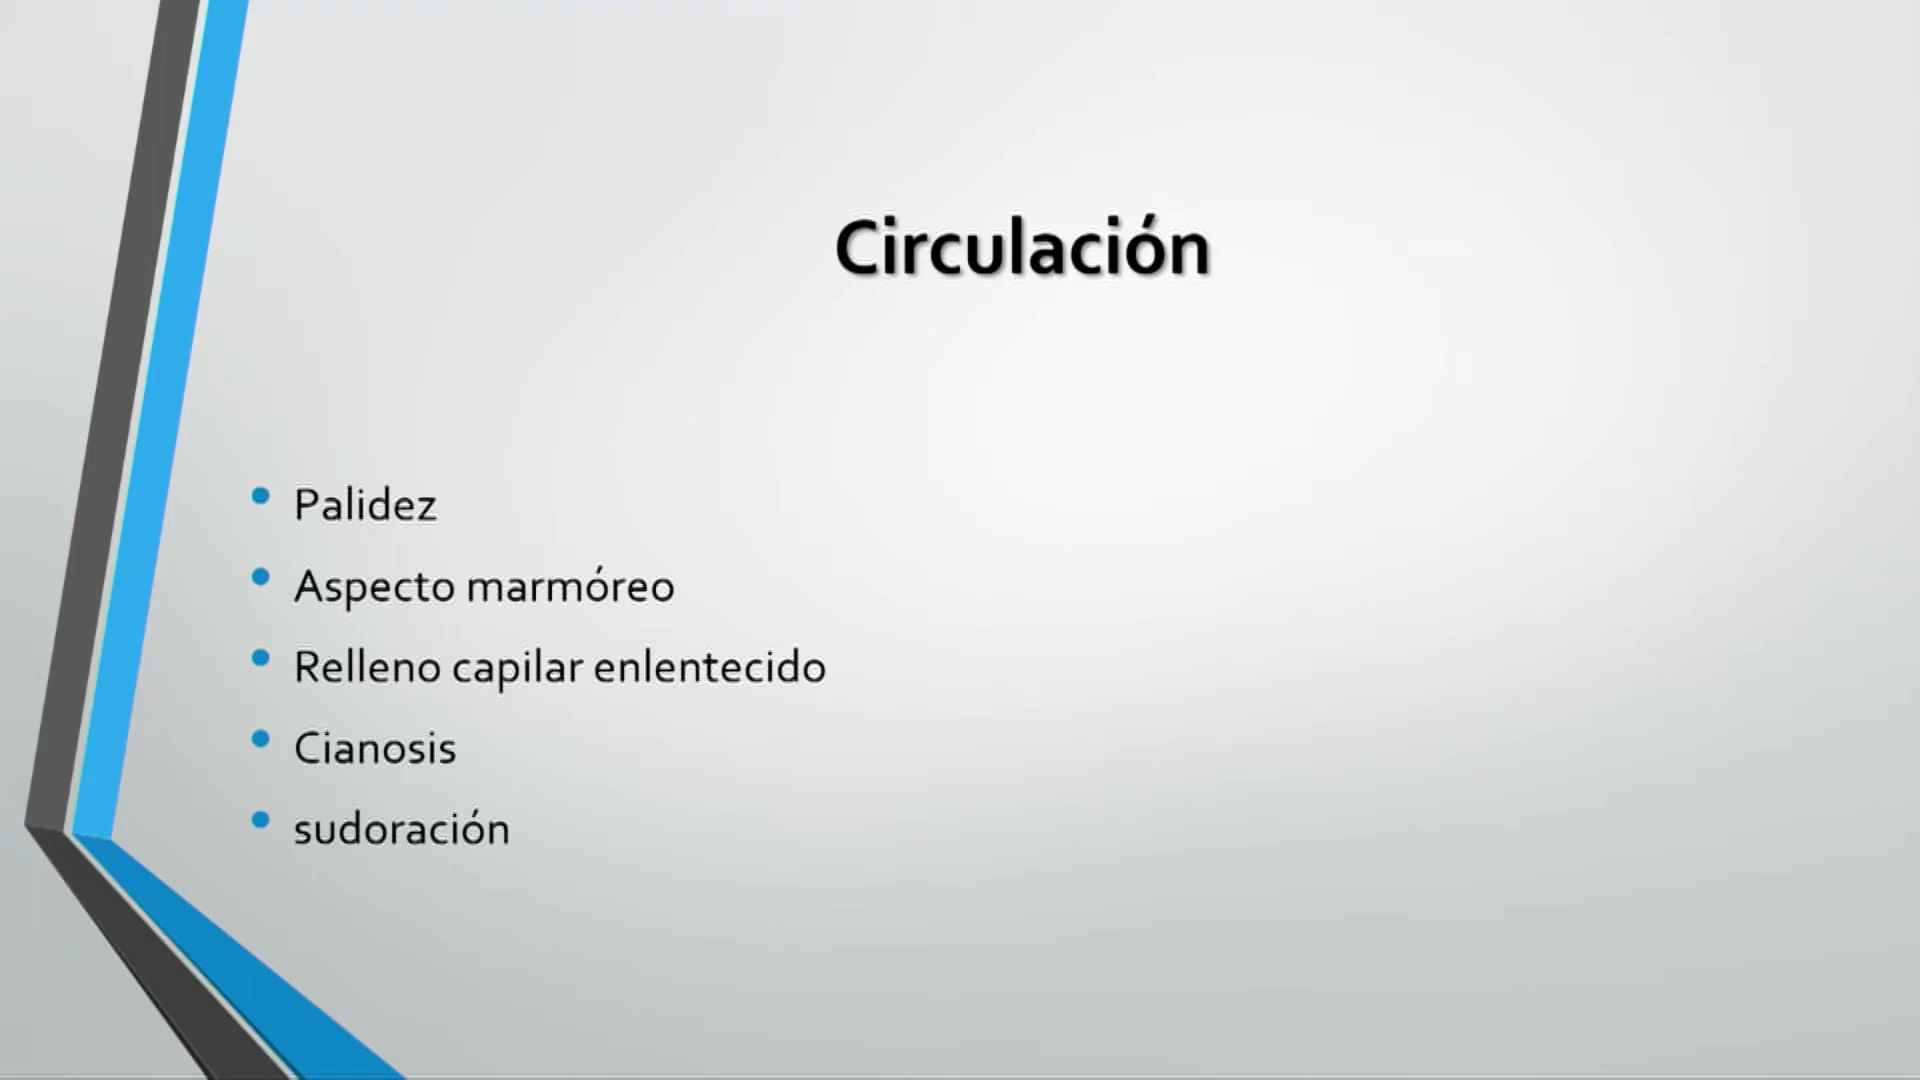 Circulación
• Palidez
• Aspecto marmóreo
• Relleno capilar enlentecido
• Cianosis
• sudoración